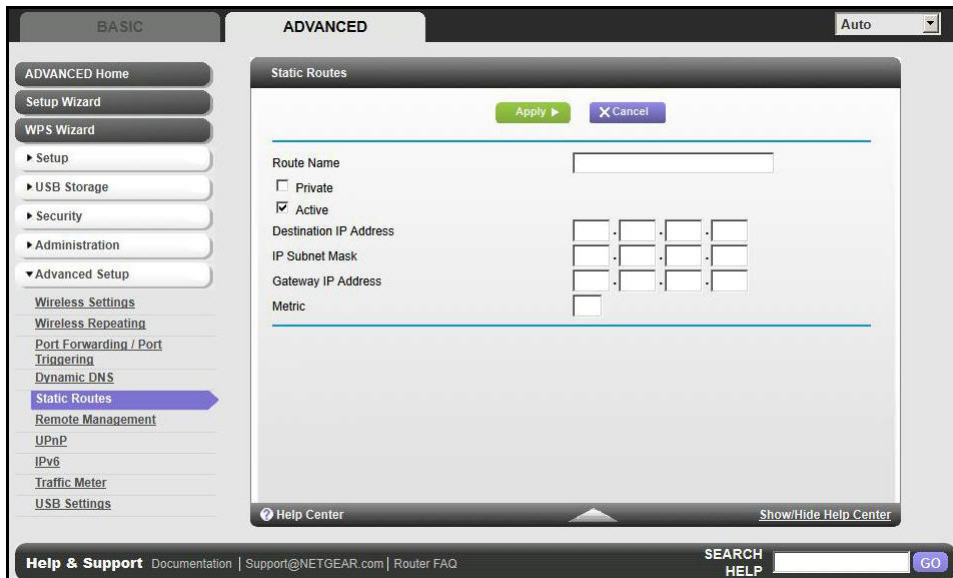 BASIC
ADVANCED
Auto
ADVANCED Home
Setup Wizard
WPS Wizard
Setup
USB Storage
Security
Administration
Advanced Setup
Wireless Settings
Wireless Repeating
Port Forwarding / Port
Triggering
Dynamic DNS
Static Routes
Remote Management
UPnP
IPv6
Traffic Meter
USB Settings
Static Routes
Apply
Cancel
Route Name
Private
Active
Destination IP Address
IP Subnet Mask
Gateway IP Address
Metric
Help Center
Show/Hide Help Center
Help & Support Documentation | Support@NETGEAR.com | Router FAQ
SEARCH
HELP
GO